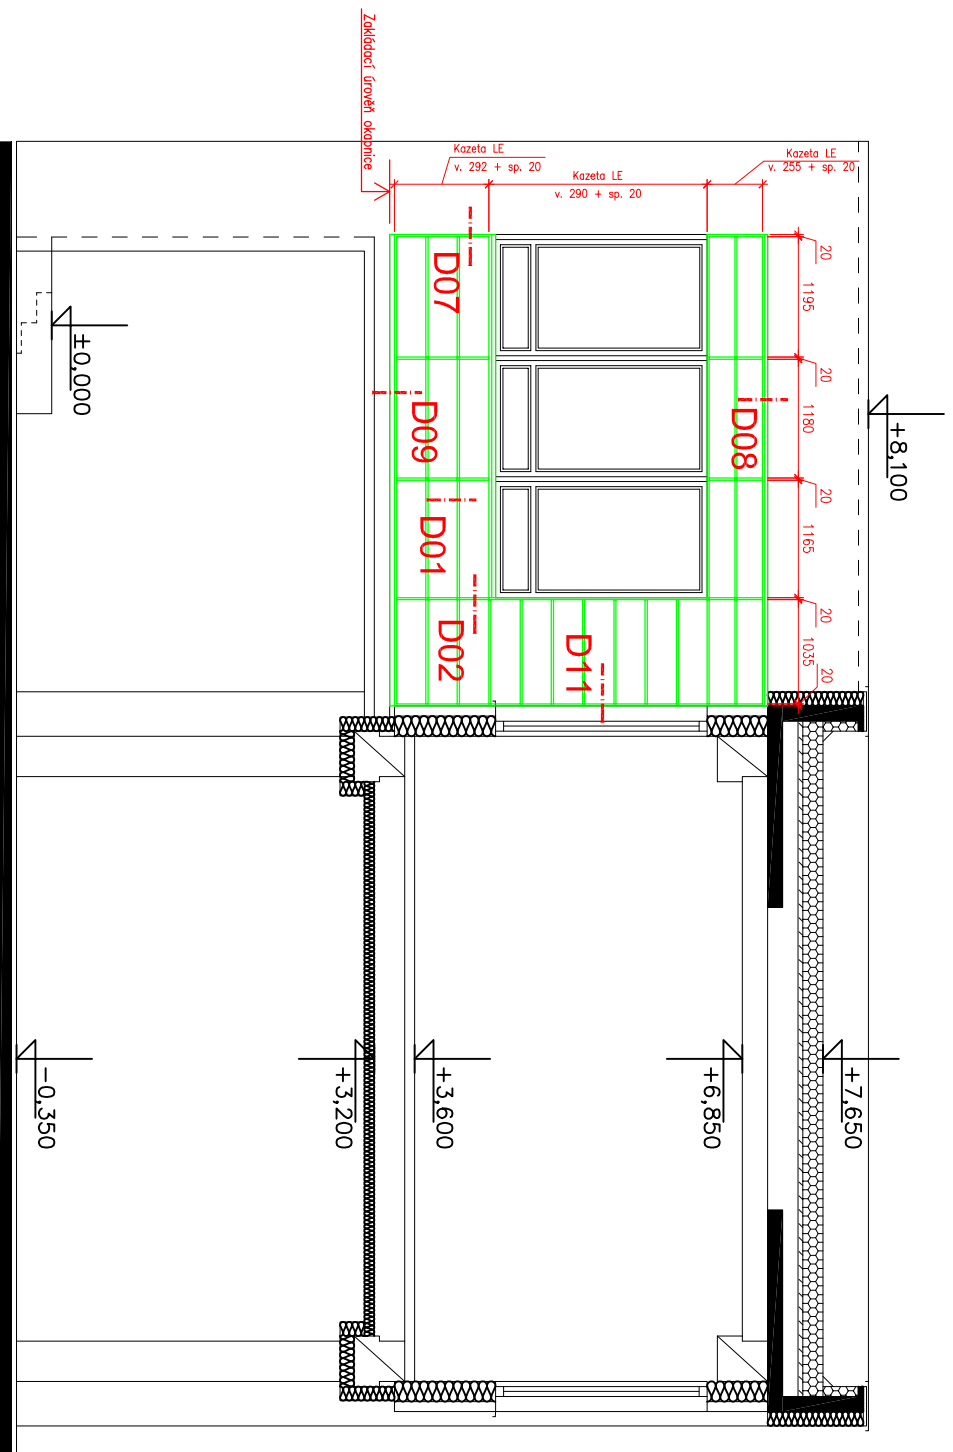 Zakládací úroveň okapnice
Kazeta LE
v. 292 + sp. 20
Kazeta LE
v. 290 + sp. 20
Kazeta LE
v. 255 + sp. 20
20
1195
20
1180
20
1165
20
1035
20
D07
D08
D09
D01
D02
D11
±0,000
+8,100
+7,650
+6,850
+3,600
+3,200
-0,350